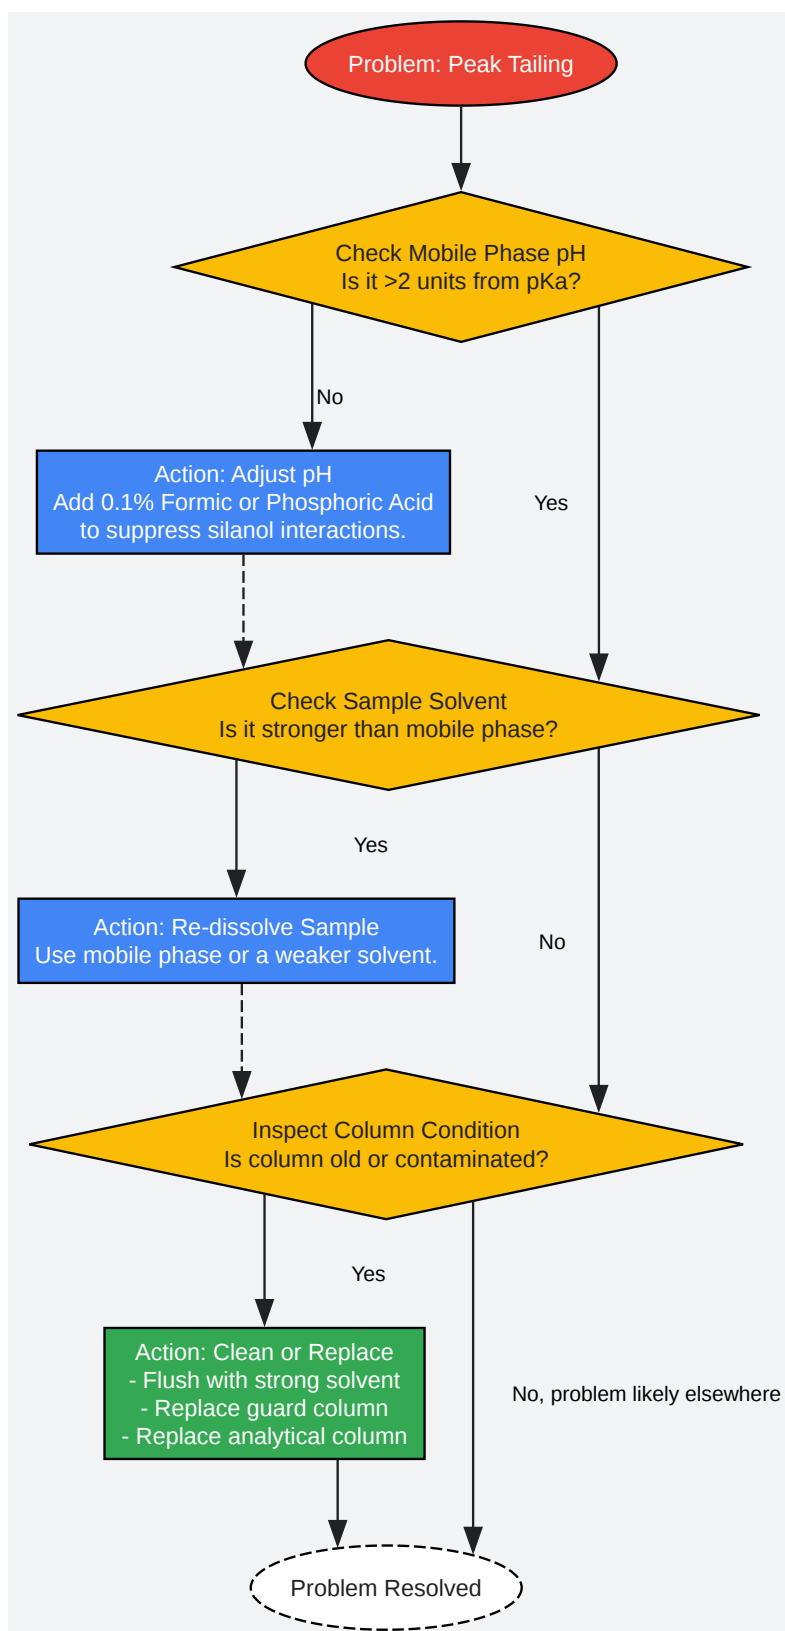 Problem: Peak Tailing
Check Mobile Phase pH
Is it >2 units from pKa?
No
Action: Adjust pH
Add 0.1% Formic or Phosphoric Acid
to suppress silanol interactions.
Yes
Check Sample Solvent
Is it stronger than mobile phase?
Yes
Action: Re-dissolve Sample
Use mobile phase or a weaker solvent.
No
Inspect Column Condition
Is column old or contaminated?
Yes
Action: Clean or Replace
- Flush with strong solvent
- Replace guard column
- Replace analytical column
No, problem likely elsewhere
Problem Resolved